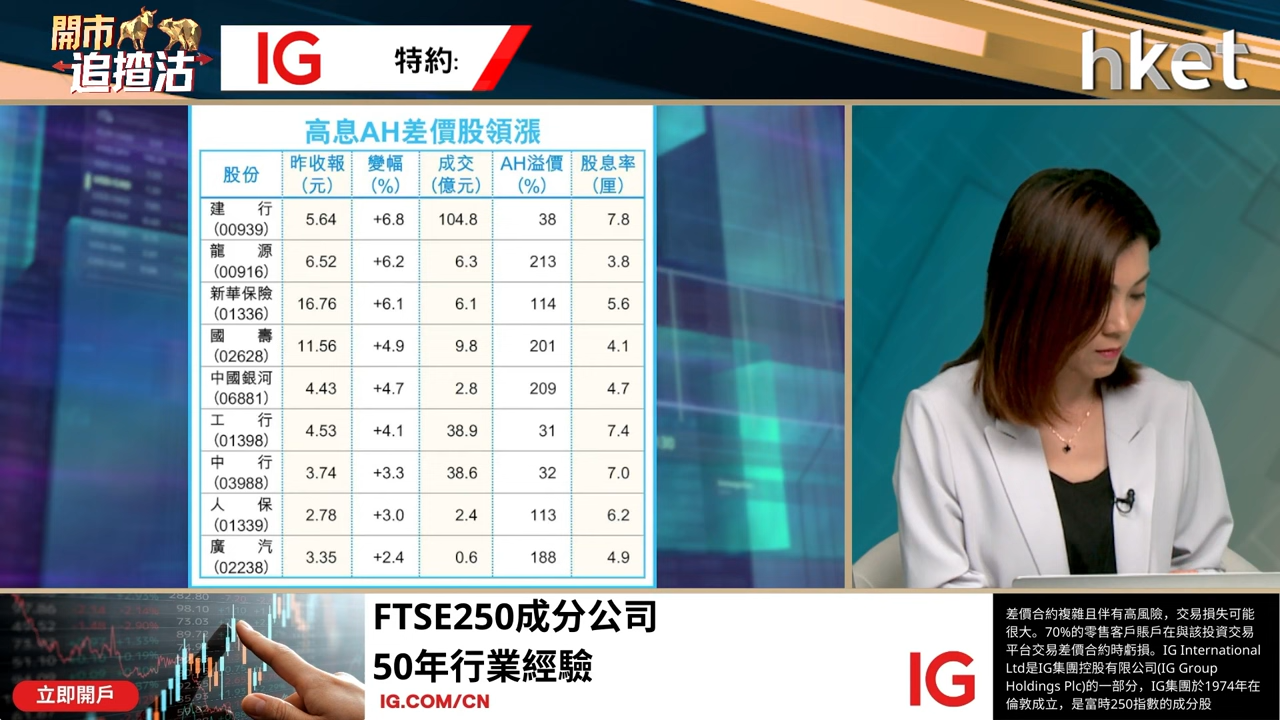 開市
追揸沽
IG 特約:
hket
高息AH差價股領漲
股份 昨收報(元) 變幅(%) 成交(億元) AH溢價(%) 股息率(厘)
建行(00939) 5.64 +6.8 104.8 38 7.8
龍源(00916) 6.52 +6.2 6.3 213 3.8
新華保險(01336) 16.76 +6.1 6.1 114 5.6
國壽(02628) 11.56 +4.9 9.8 201 4.1
中國銀河(06881) 4.43 +4.7 2.8 209 4.7
工行(01398) 4.53 +4.1 38.9 31 7.4
中行(03988) 3.74 +3.3 38.6 32 7.0
人保(01339) 2.78 +3.0 2.4 113 6.2
廣汽(02238) 3.35 +2.4 0.6 188 4.9
282.80
98.10
73.03
立即開戶
FTSE250成分公司
50年行業經驗
IG.COM/CN
IG
差價合約複雜且伴有高風險，交易損失可能
很大。70%的零售客戶賬戶在與該投資交易
平台交易差價合約時虧損。IG International
Ltd是IG集團控股有限公司(IG Group
Holdings Plc)的一部分，IG集團於1974年在
倫敦成立，是富時250指數的成分股